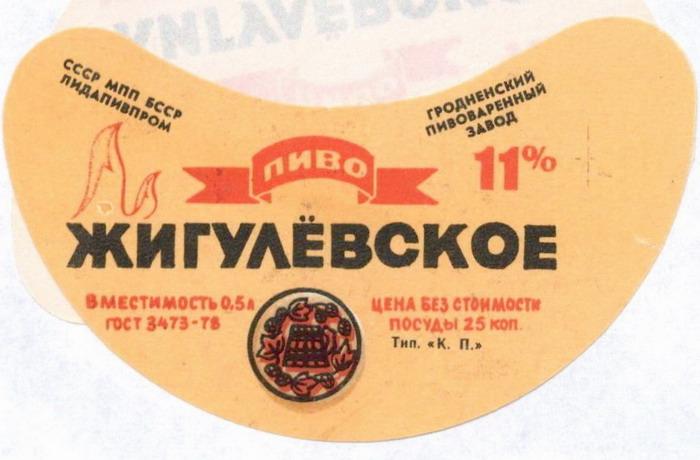 СССР МПП БССР
ЛИДАПИВПРОМ
ГРОДНЕНСКИЙ
ПИВОВАРЕННЫЙ
ЗАВОД
ПИВО
11%
ЖИГУЛЁВСКОЕ
ВМЕСТИМОСТЬ 0,5 л
ГОСТ 3473-78
ЦЕНА БЕЗ СТОИМОСТИ
ПОСУДЫ 25 КОП.
Тип. «К. П.»